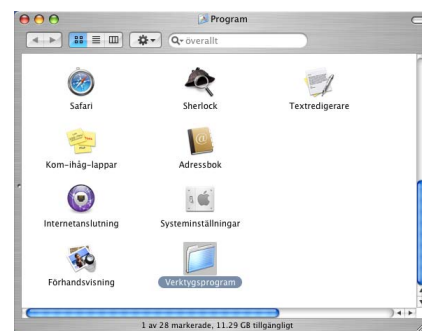 Program
överallt
Safari
Sherlock
Textredigerare
Kom-ihåg-lappar
Adressbok
Internetanslutning
Systeminställningar
Förhandsvisning
Verktygsprogram
1 av 28 markerade, 11.29 GB tillgängligt